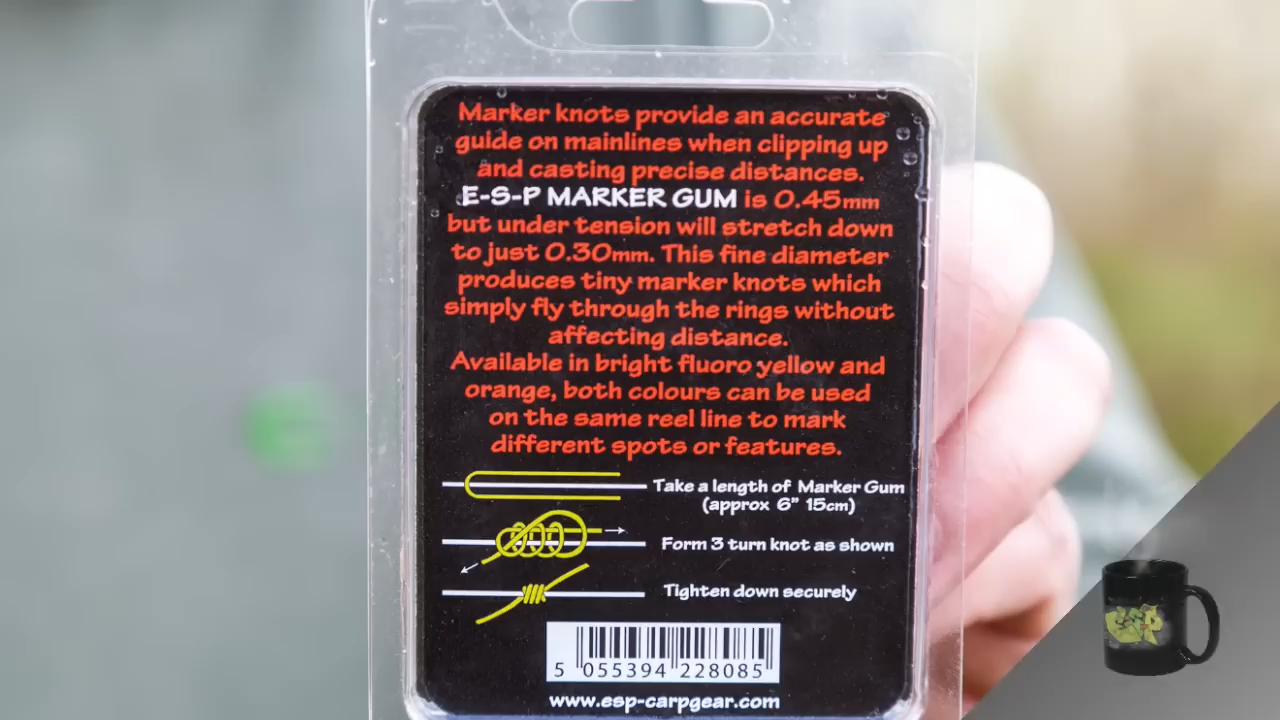 Marker knots provide an accurate
guide on mainlines when clipping up
and casting precise distances.
E-S-P MARKER GUM is 0.45mm
but under tension will stretch down
to just 0.30mm. This fine diameter
produces tiny marker knots which
simply fly through the rings without
affecting distance.
Available in bright fluoro yellow and
orange, both colours can be used
on the same reel line to mark
different spots or features.
Take a length of Marker Gum
(approx 6" 15cm)
Form 3 turn knot as shown
Tighten down securely
5 055394 228085
www.esp-carpgear.com